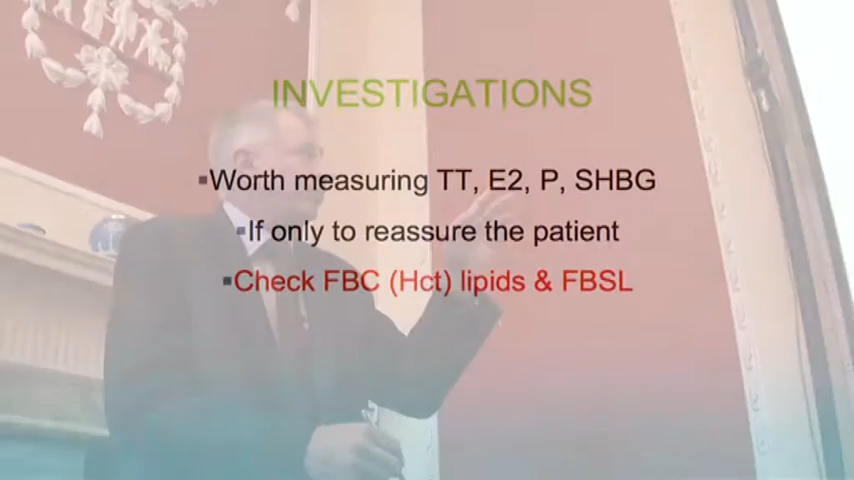 INVESTIGATIONS
▪Worth measuring TT, E2, P, SHBG
▪If only to reassure the patient
▪Check FBC (Hct) lipids & FBSL